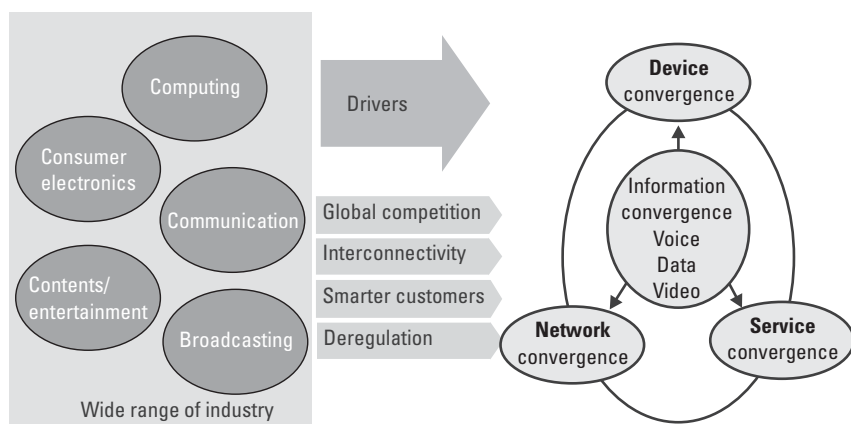 Computing
Consumer
electronics
Communication
Contents/
entertainment
Broadcasting
Wide range of industry
Drivers
Global competition
Interconnectivity
Smarter customers
Deregulation
Device
convergence
Information
convergence
Voice
Data
Video
Network
convergence
Service
convergence